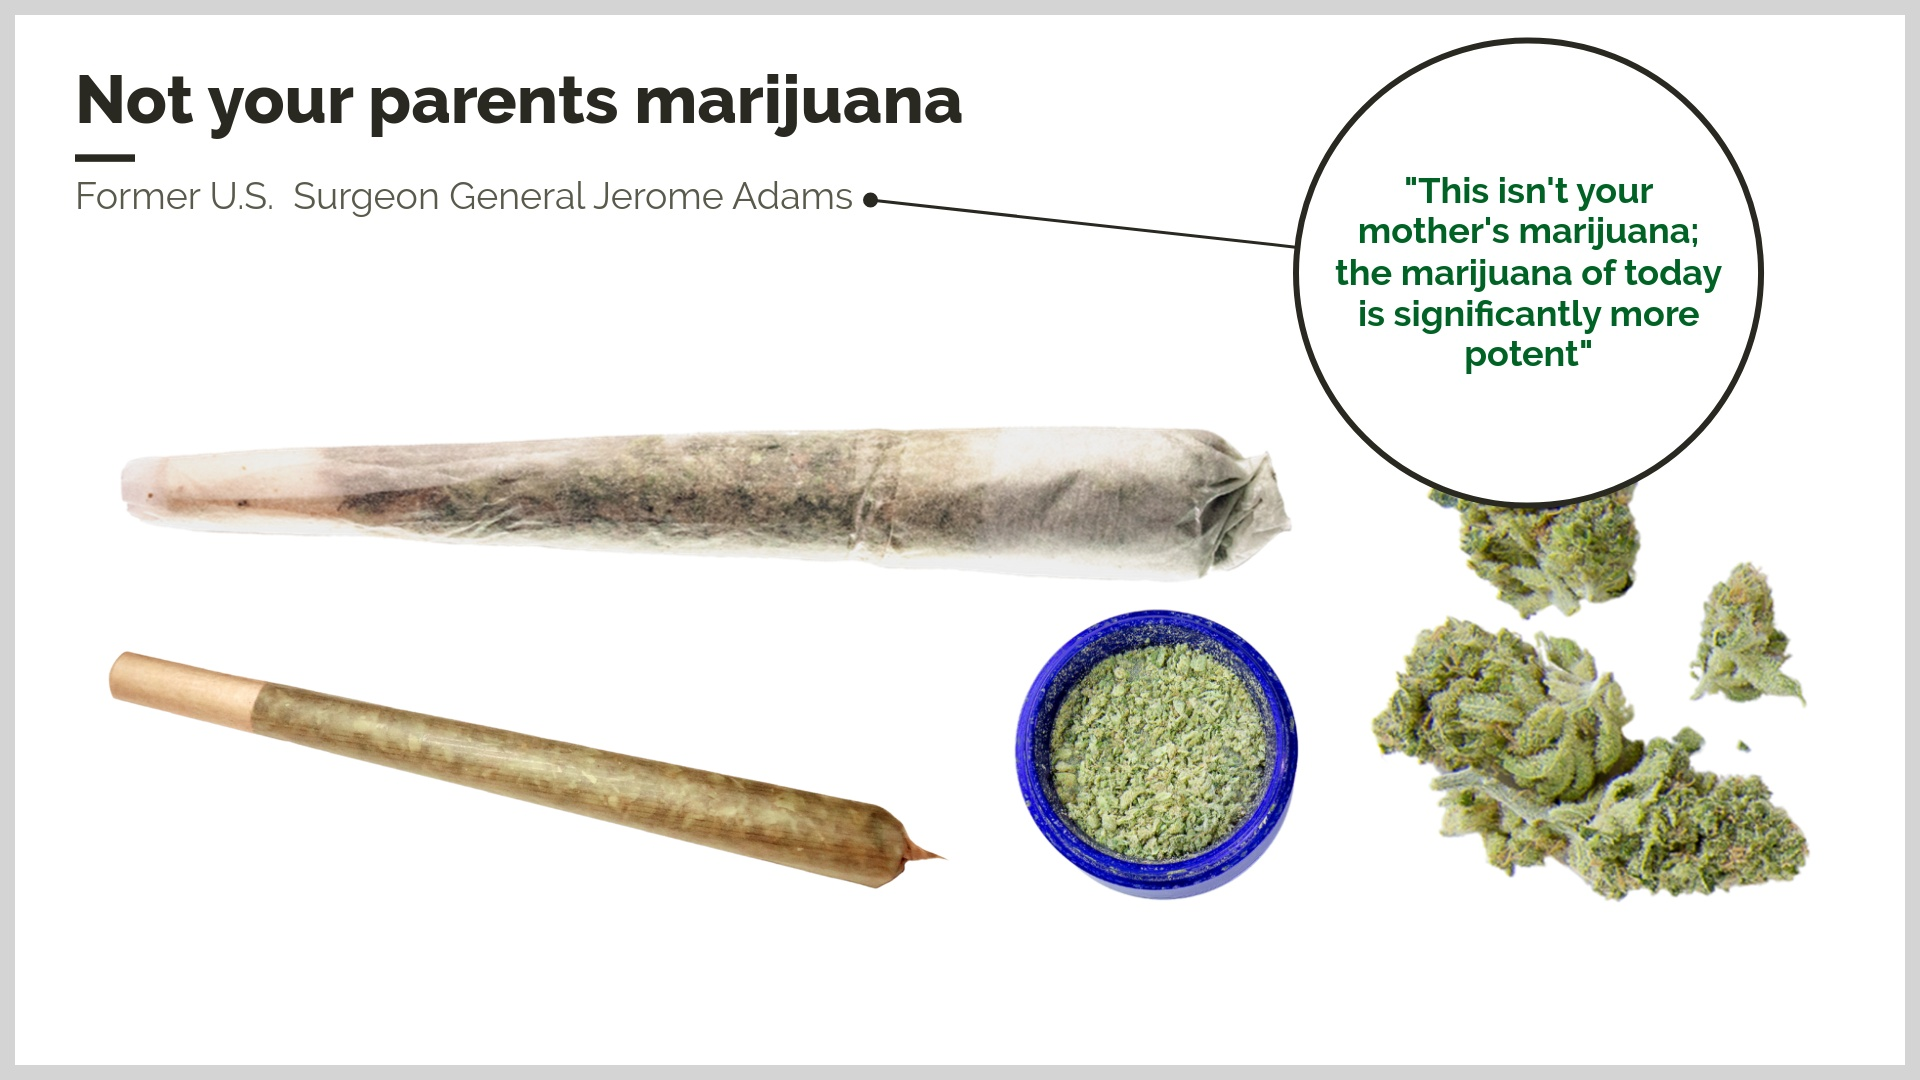 Not your parents marijuana
Former U.S.  Surgeon General Jerome Adams
"This isn't your
mother's marijuana;
the marijuana of today
is significantly more
potent"